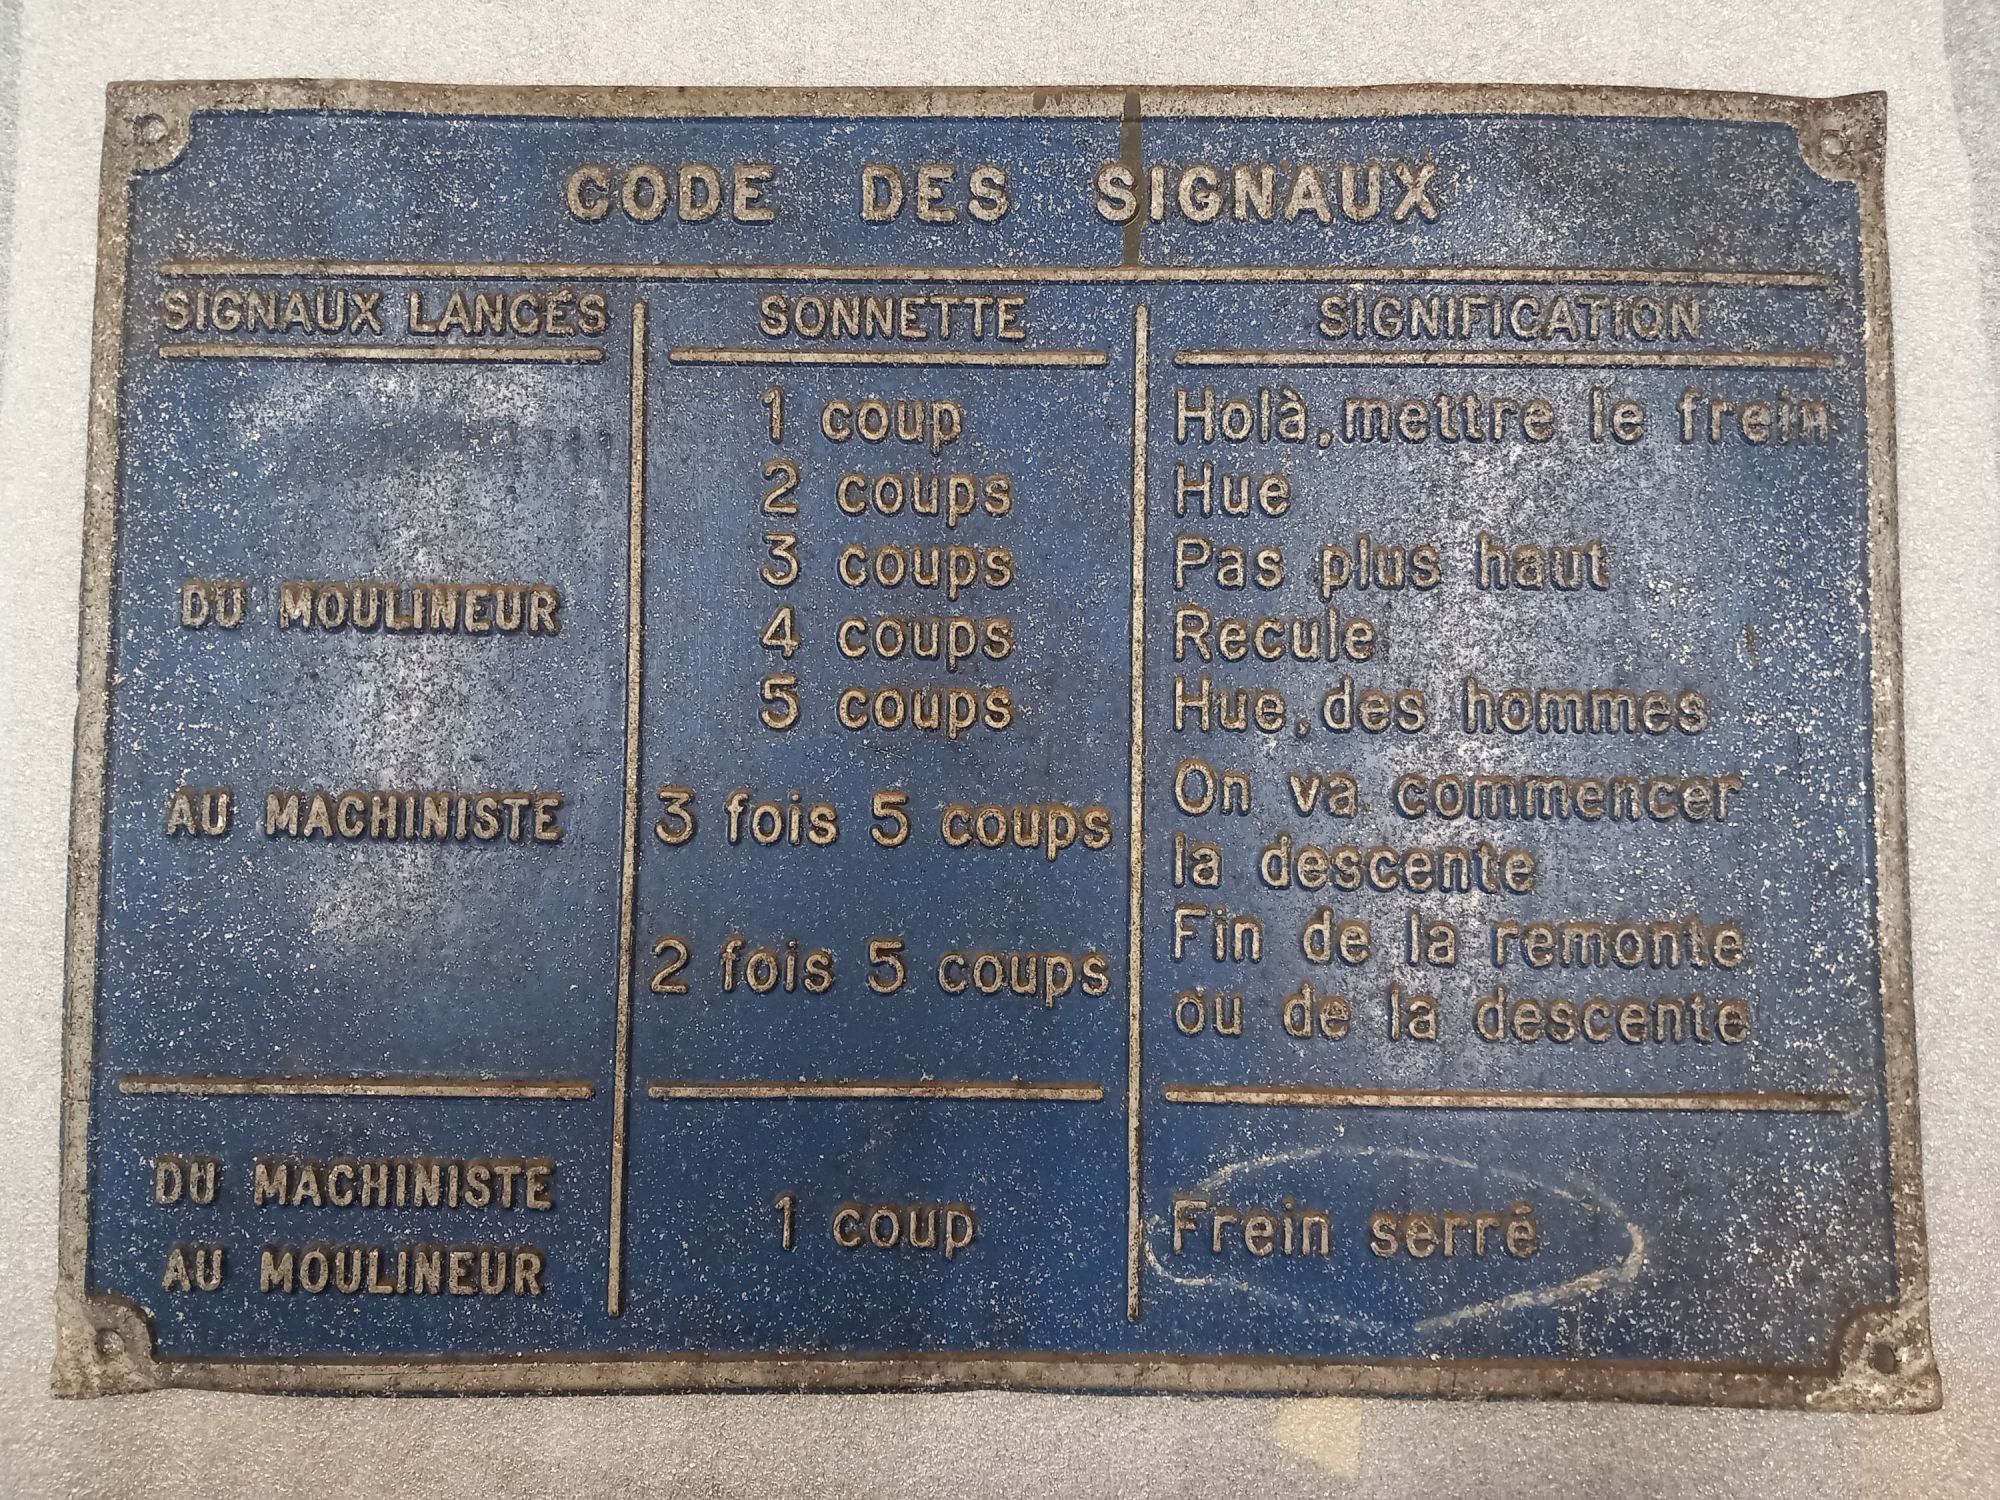 CODE DES SIGNAUX
SIGNAUX LANCÉS SONNETTE SIGNIFICATION
1 coup Holà, mettre le frein
2 coups Hue
3 coups Pas plus haut
DU MOULINEUR 4 coups Recule
5 coups Hue, des hommes
AU MACHINISTE 3 fois 5 coups On va commencer
la descente
2 fois 5 coups Fin de la remonte
ou de la descente
DU MACHINISTE
AU MOULINEUR 1 coup Frein serré